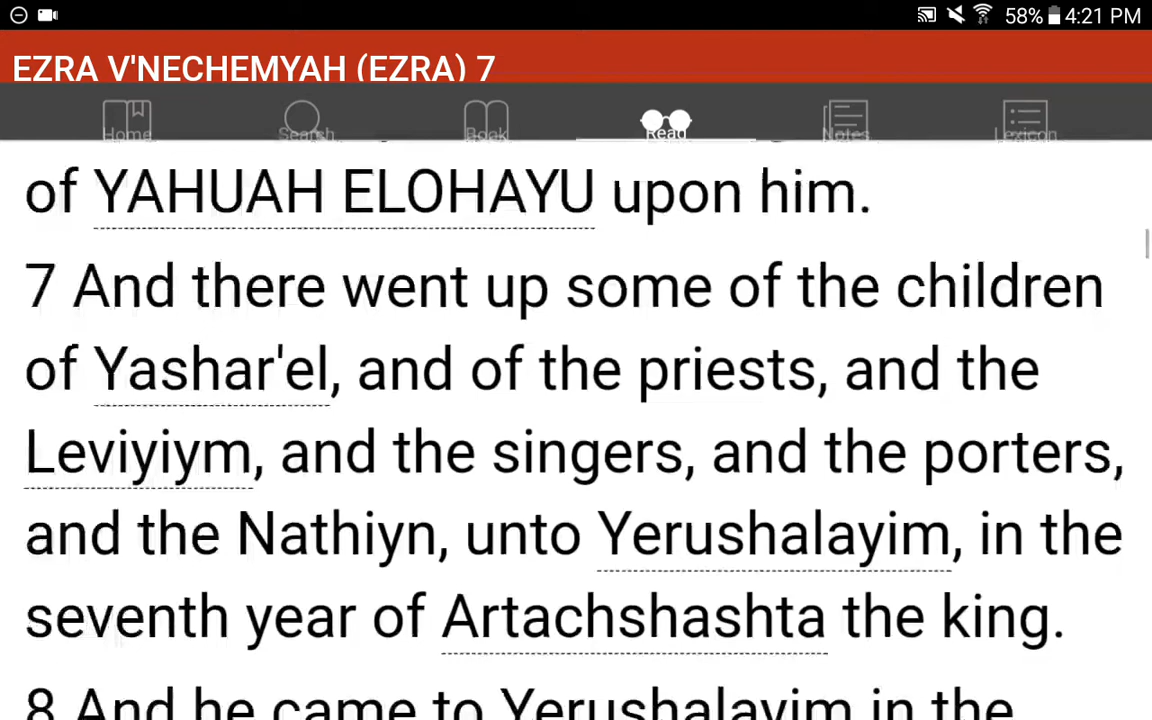 58% 4:21 PM
EZRA V'NECHEMYAH (EZRA) 7
Home Search Book Read Notes Lexicon
of YAHUAH ELOHAYU upon him.
7 And there went up some of the children
of Yashar'el, and of the priests, and the
Leviyiym, and the singers, and the porters,
and the Nathiyn, unto Yerushalayim, in the
seventh year of Artachshashta the king.
8 And he came to Yerushalayim in the